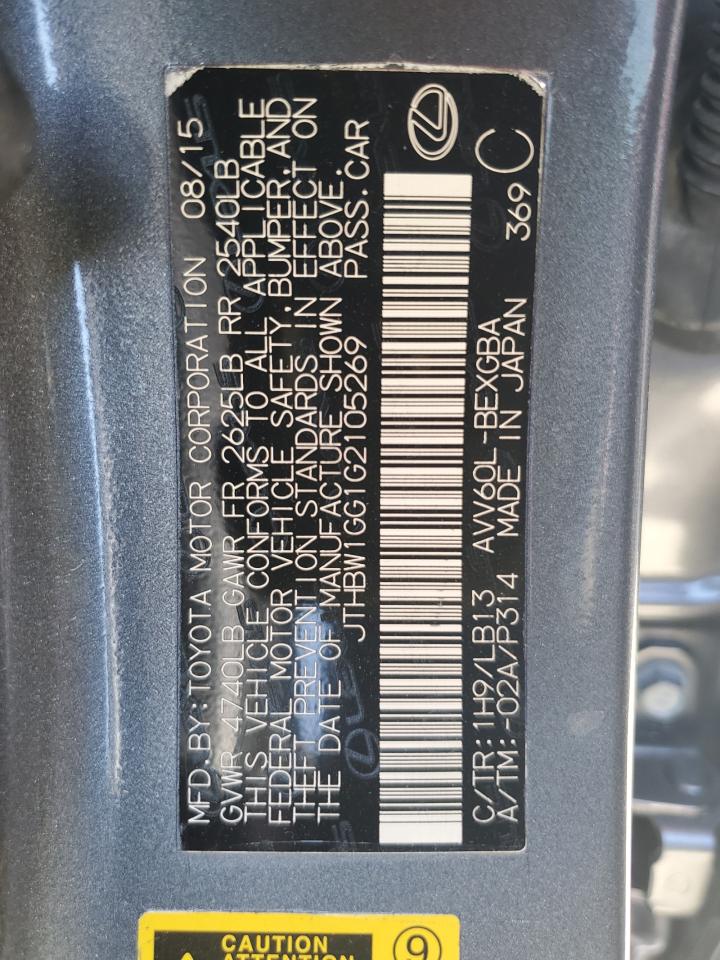 MFD.BY:TOYOTA MOTOR CORPORATION 08/15
GVWR 4740LB GAWR FR 2625LB RR 2540LB
THIS VEHICLE CONFORMS TO ALL APPLICABLE
FEDERAL MOTOR VEHICLE SAFETY,BUMPER,AND
THEFT PREVENTION STANDARDS IN EFFECT ON
THE DATE OF MANUFACTURE SHOWN ABOVE.
JTHBW1GG1G2105269 PASS.CAR
C/TR:1H9/LB13 AVV60L-BEXGBA 369 C
A/TM:-02A/P314 MADE IN JAPAN
CAUTION 9